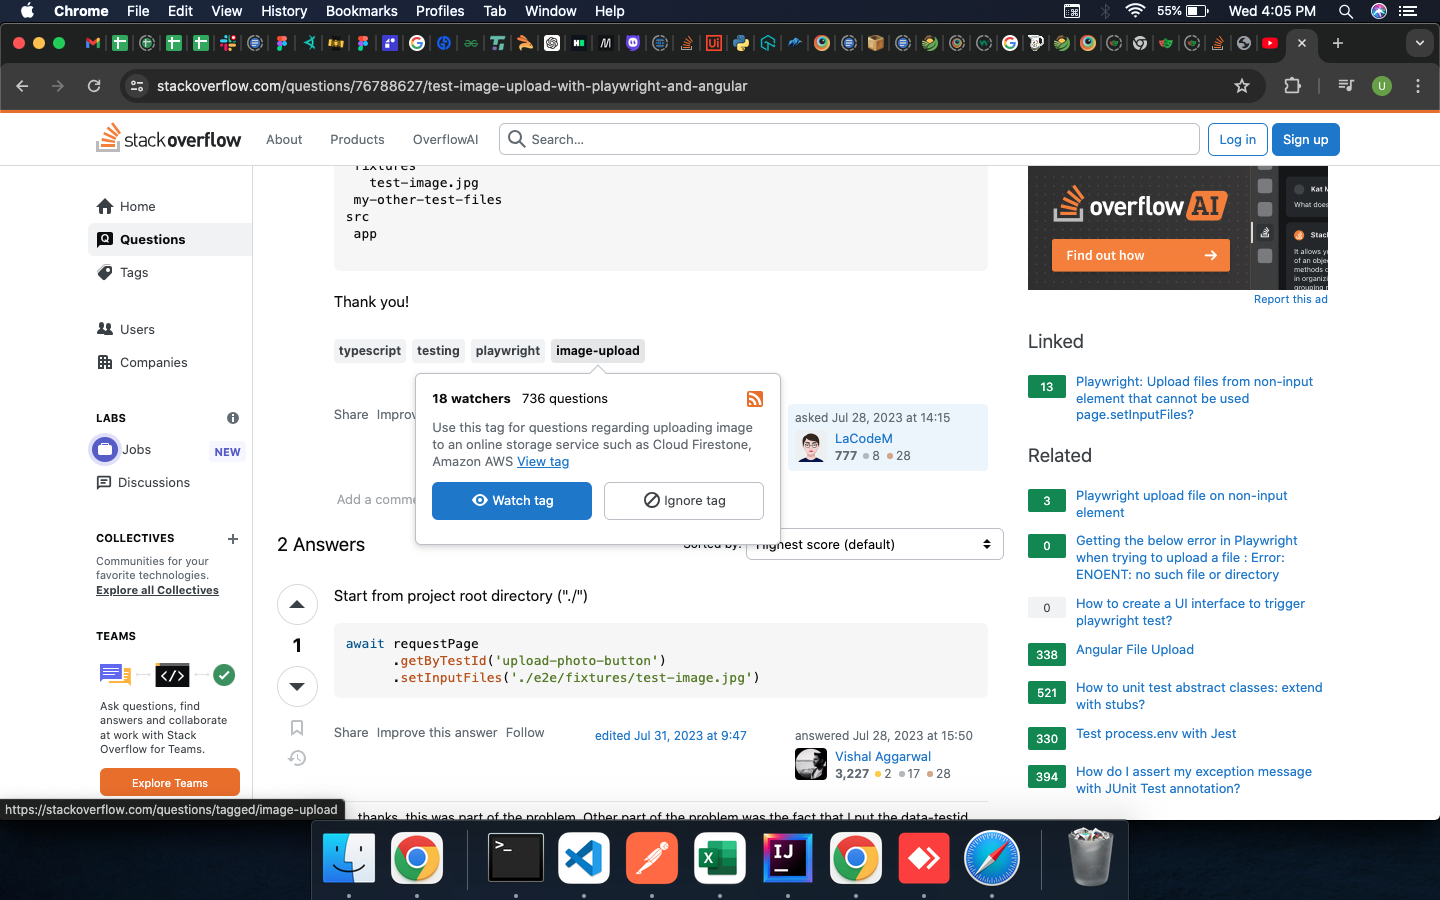 Chrome File Edit View History Bookmarks Profiles Tab Window Help 55% Wed 4:05 PM
stackoverflow.com/questions/76788627/test-image-upload-with-playwright-and-angular
U
stackoverflow About Products OverflowAI Search... Log in Sign up
Home
Questions
Tags
Users
Companies
LABS
Jobs NEW
Discussions
COLLECTIVES
Communities for your
favorite technologies.
Explore all Collectives
TEAMS
Ask questions, find
answers and collaborate
at work with Stack
Overflow for Teams.
Explore Teams
https://stackoverflow.com/questions/tagged/image-upload
fixtures
test-image.jpg
my-other-test-files
src
app
Thank you!
typescript testing playwright image-upload
18 watchers 736 questions
Use this tag for questions regarding uploading image
to an online storage service such as Cloud Firestone,
Amazon AWS View tag
Watch tag Ignore tag
Share Improv
asked Jul 28, 2023 at 14:15
LaCodeM
777 8 28
Add a comme
2 Answers
Sorted by: Highest score (default)
Start from project root directory ("./")
1
await requestPage
.getByTestId('upload-photo-button')
.setInputFiles('./e2e/fixtures/test-image.jpg')
Share Improve this answer Follow
edited Jul 31, 2023 at 9:47
answered Jul 28, 2023 at 15:50
Vishal Aggarwal
3,227 2 17 28
thanks, this was part of the problem. Other part of the problem was the fact that I put the data-testid
overflow AI
Find out how
Kat M
What does
Stack
It allows yo
of an objec
methods o
in organizin
grouping r
Report this ad
Linked
13 Playwright: Upload files from non-input
element that cannot be used
page.setInputFiles?
Related
3 Playwright upload file on non-input
element
0 Getting the below error in Playwright
when trying to upload a file : Error:
ENOENT: no such file or directory
0 How to create a UI interface to trigger
playwright test?
338 Angular File Upload
521 How to unit test abstract classes: extend
with stubs?
330 Test process.env with Jest
394 How do I assert my exception message
with JUnit Test annotation?
IJ